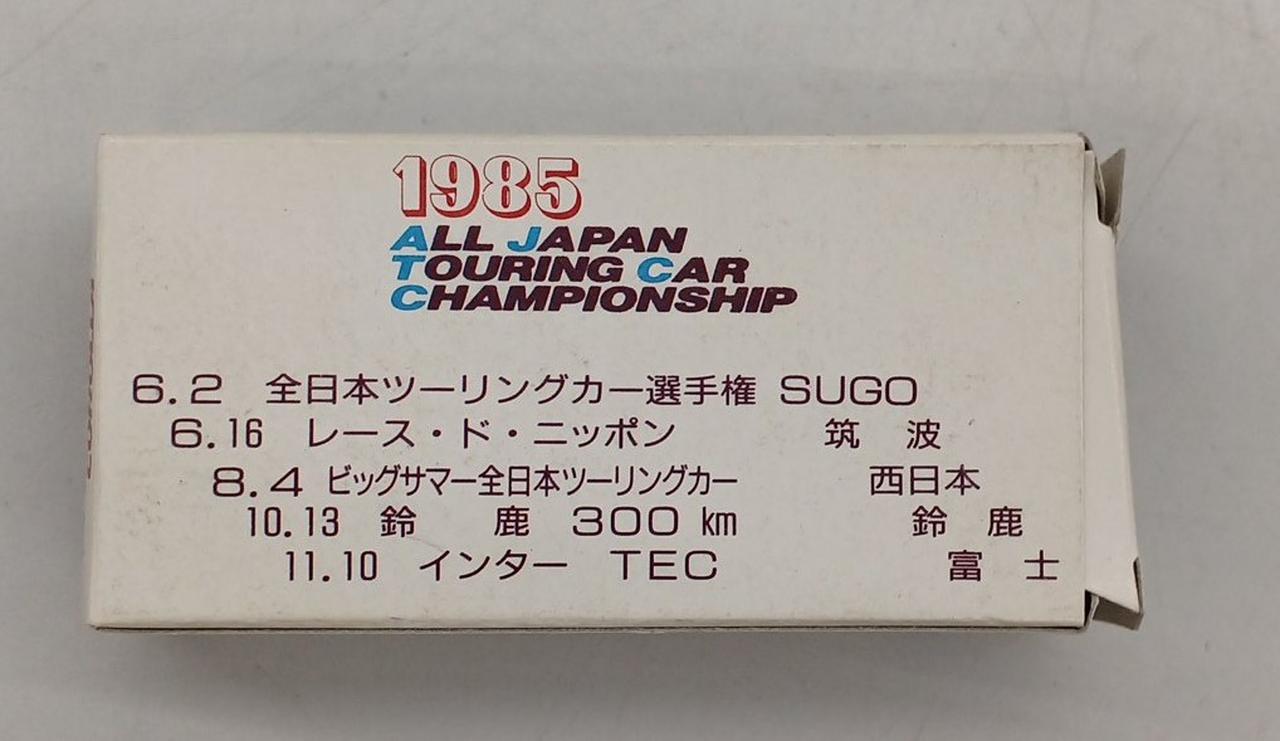 1985
ALL JAPAN
TOURING CAR
CHAMPIONSHIP
6.2 全日本ツーリングカー選手権 SUGO
6.16 レース・ド・ニッポン 筑波
8.4 ビッグサマー全日本ツーリングカー 西日本
10.13 鈴鹿 300 km 鈴鹿
11.10 インター TEC 富士